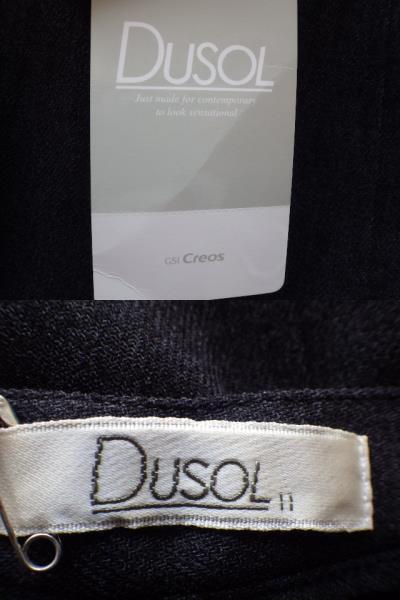 DUSOL
Just made for contemporary
to look sensational
GSI Creos
DUSOL 11